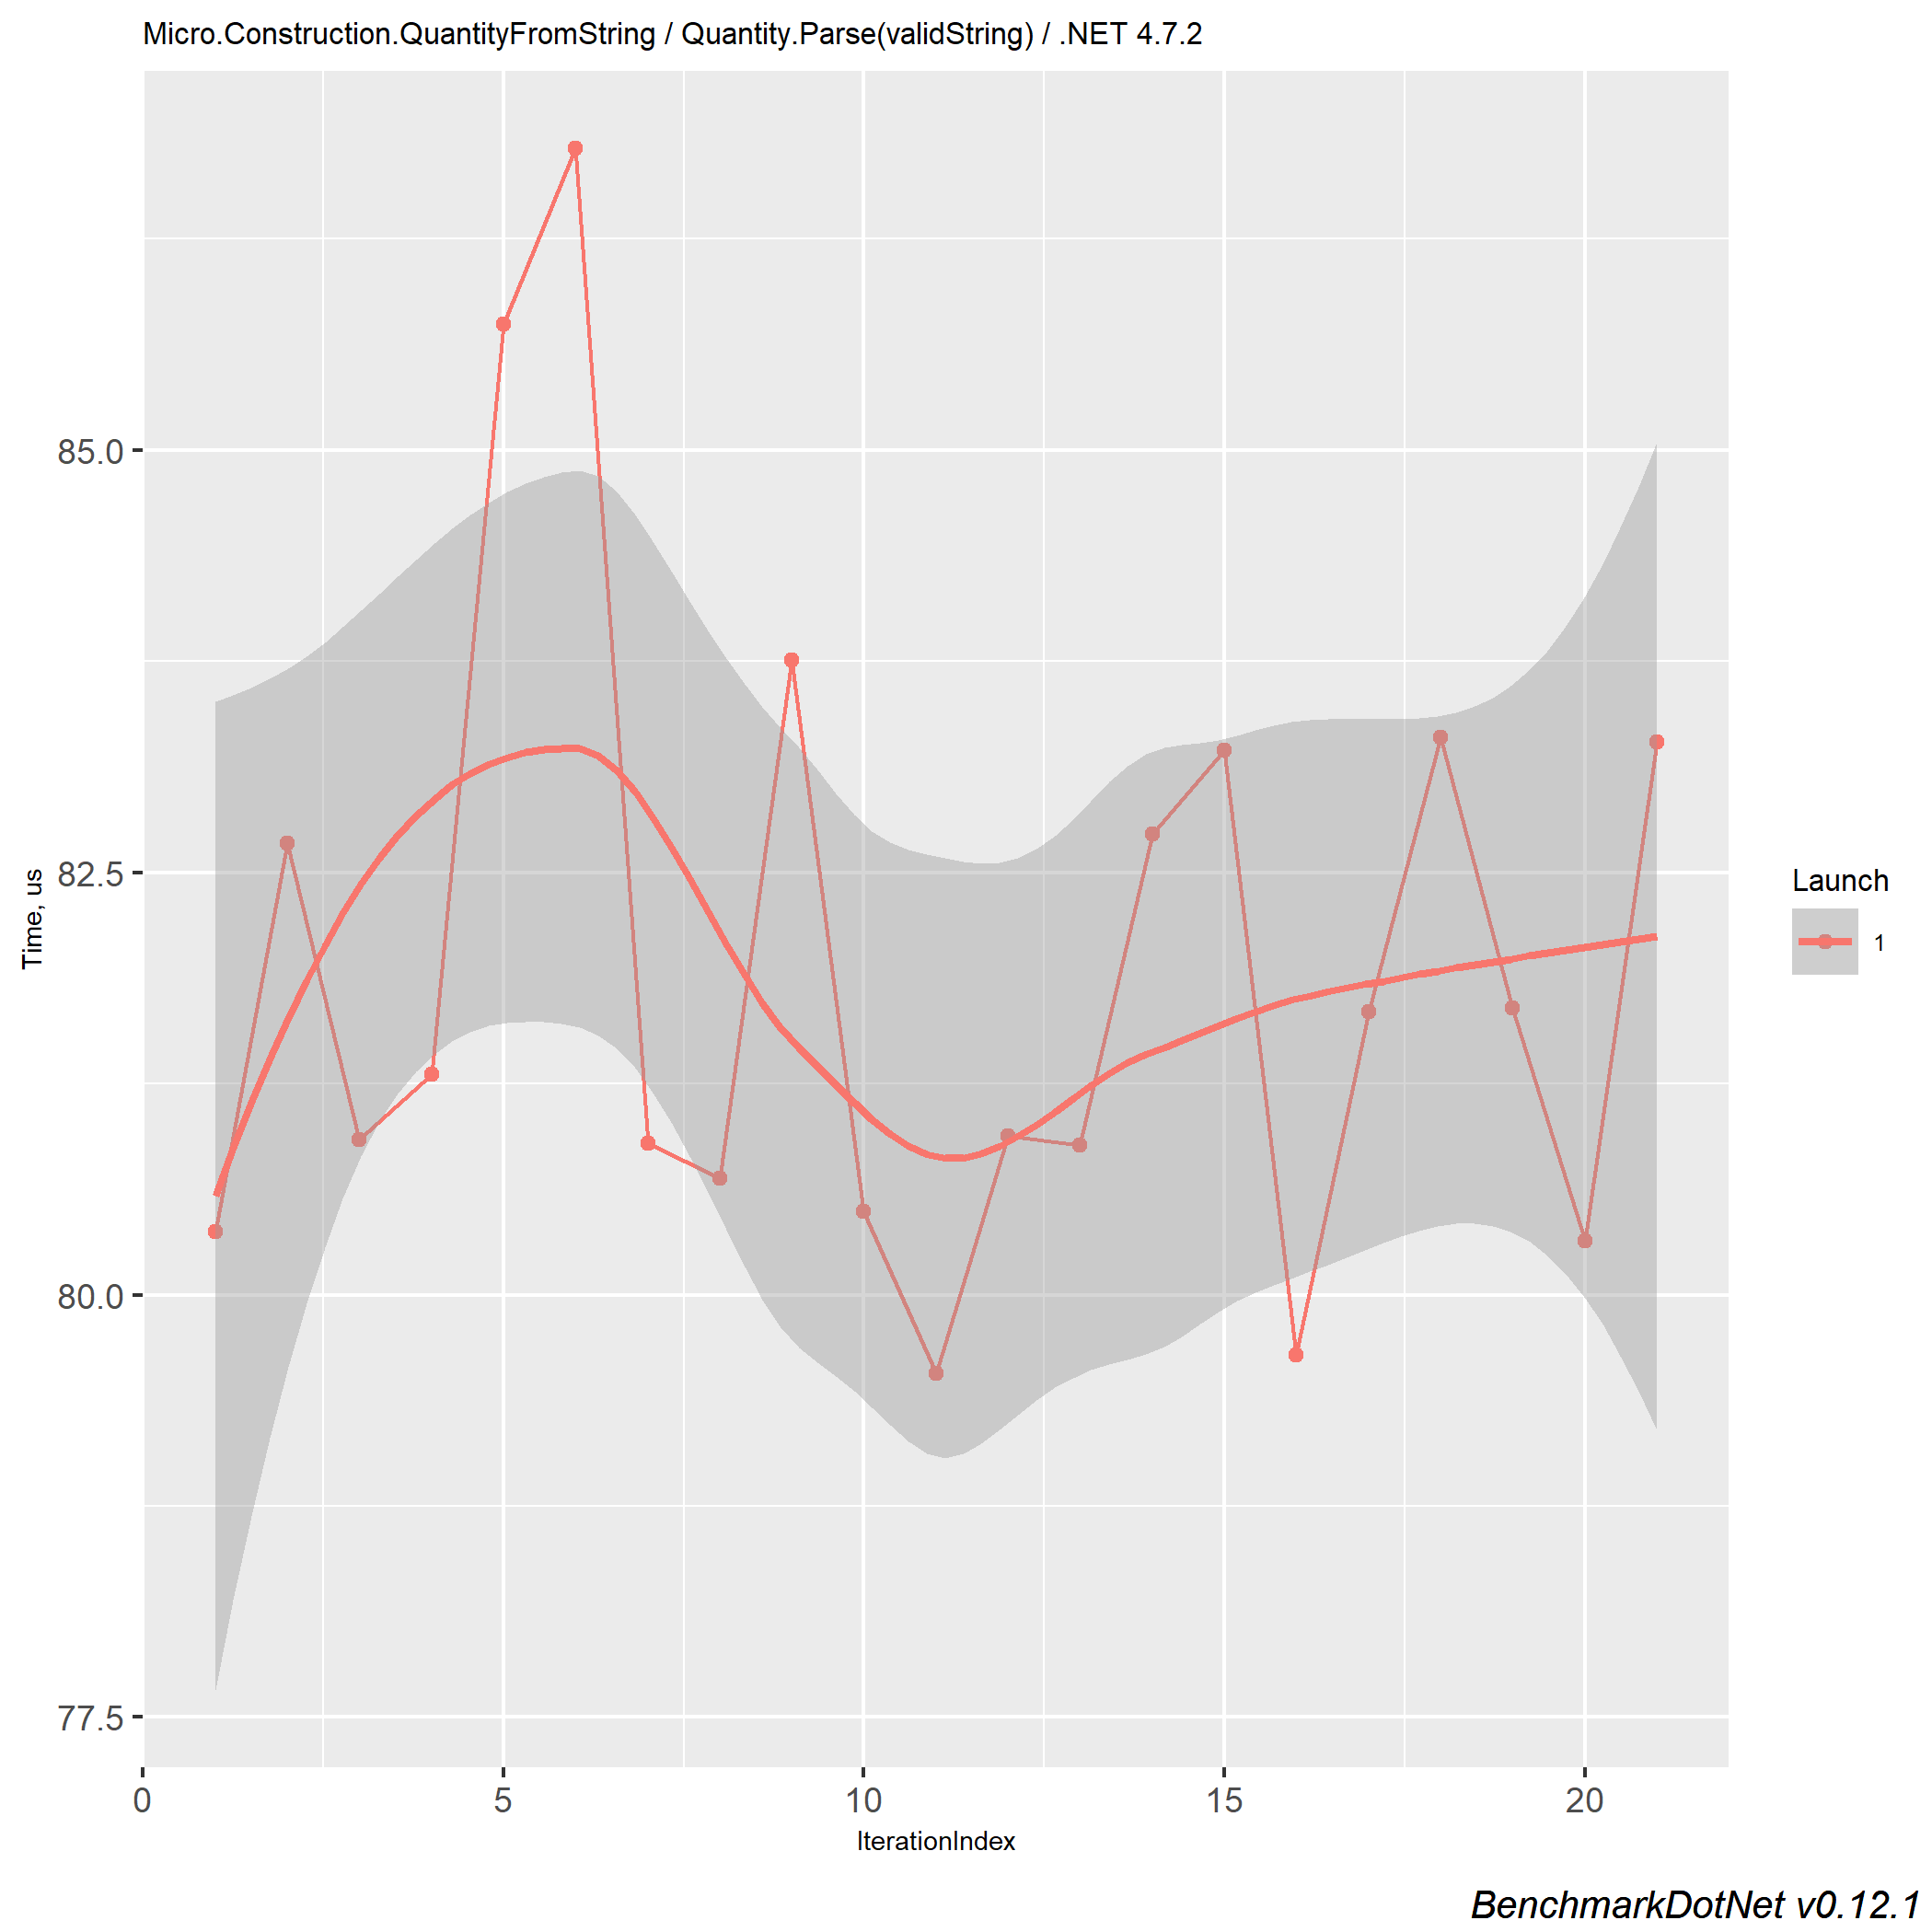 Micro.Construction.QuantityFromString / Quantity.Parse(validString) / .NET 4.7.2
85.0
82.5
80.0
77.5
Time, us
0 5 10 15 20
IterationIndex
Launch
1
BenchmarkDotNet v0.12.1